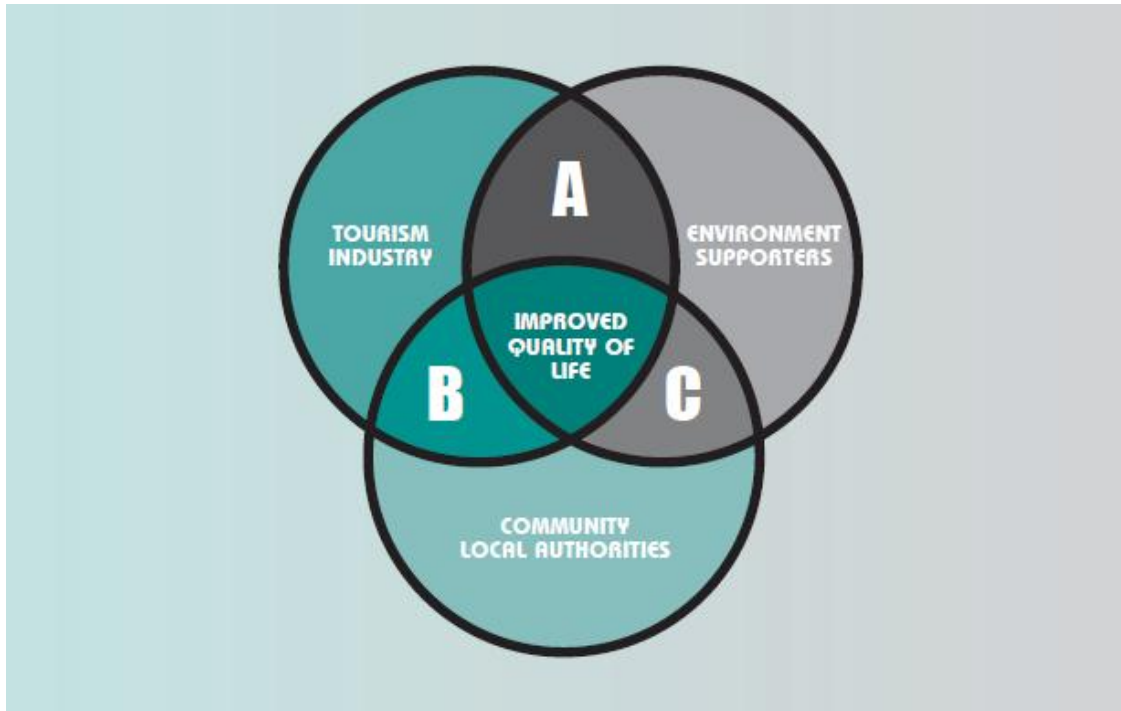 A
TOURISM
INDUSTRY
ENVIRONMENT
SUPPORTERS
IMPROVED
QUALITY OF
LIFE
B
C
COMMUNITY
LOCAL AUTHORITIES